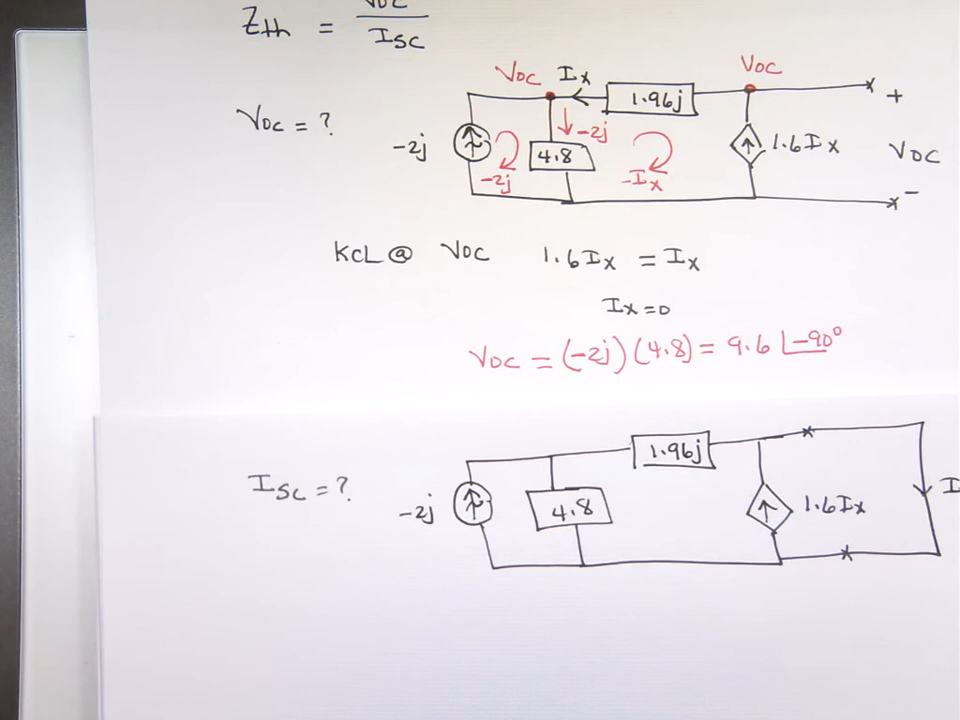 Zth = VOC / ISC
VOC Ix 1.96j VOC +
VOC = ? -2j -2j 4.8 -2j -Ix 1.6Ix VOC
-
KCL @ VOC 1.6Ix = Ix
Ix=0
VOC = (-2j)(4.8) = 9.6∠-90°
1.96j
ISC = ? -2j 4.8 1.6Ix I